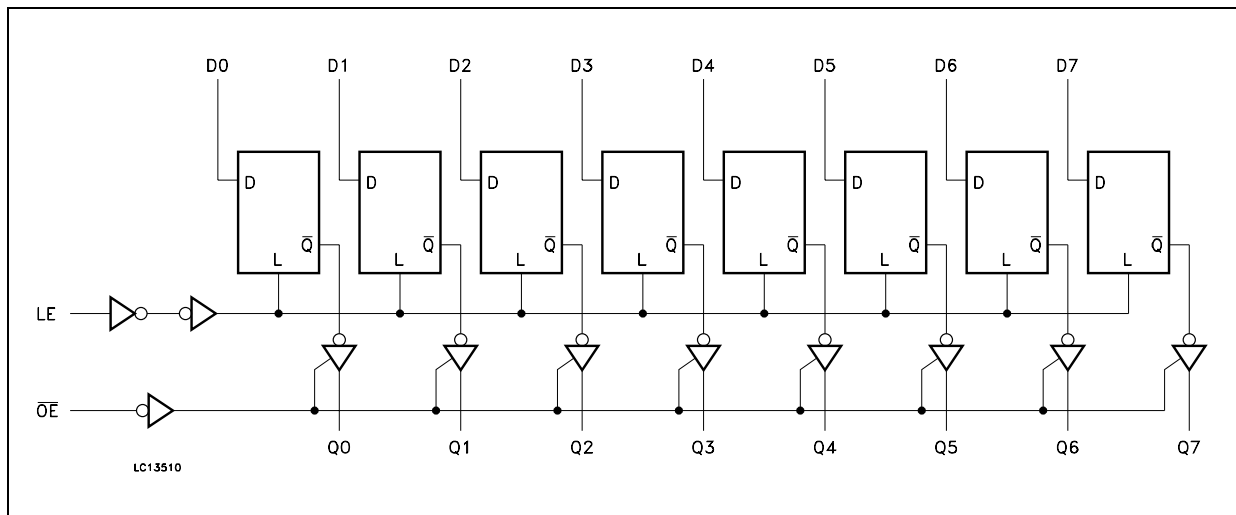 D0 D1 D2 D3 D4 D5 D6 D7
D D D D D D D D
Q̅ Q̅ Q̅ Q̅ Q̅ Q̅ Q̅ Q̅
L L L L L L L L
LE
O̅E̅
Q0 Q1 Q2 Q3 Q4 Q5 Q6 Q7
LC13510